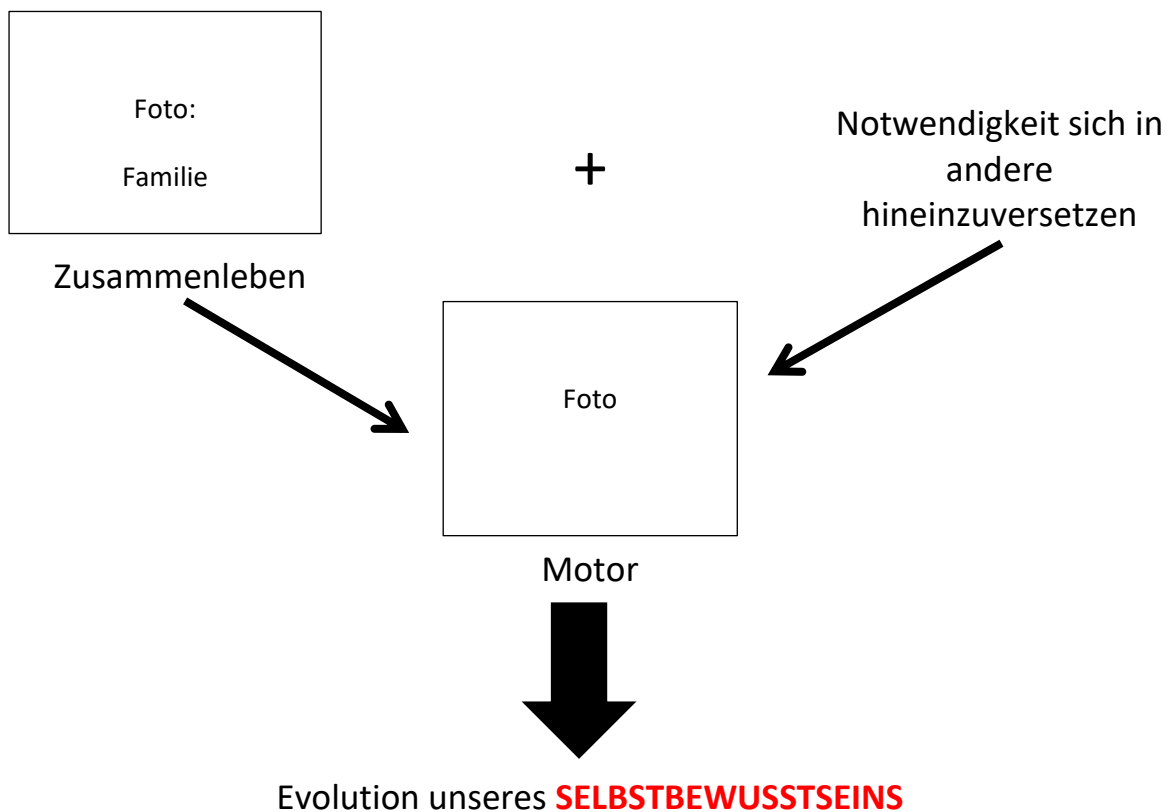 Foto:
Familie
+
Notwendigkeit sich in
andere
hineinzuversetzen
Zusammenleben
Foto
Motor
Evolution unseres SELBSTBEWUSSTSEINS